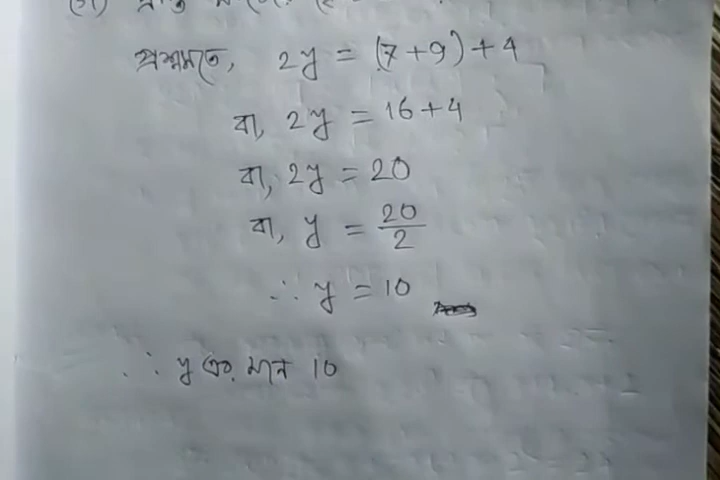 প্রশ্নমতে, 2y = (7+9)+4
বা, 2y = 16+4
বা, 2y = 20
বা, y = 20/2
∴ y = 10
∴ y এর মান 10